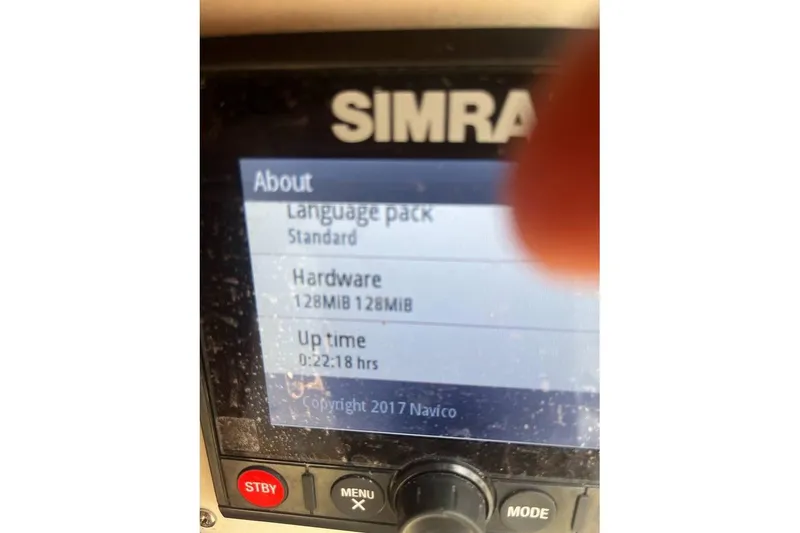 SIMRA
About
Language pack
Standard
Hardware
128MiB 128MiB
Up time
0:22:18 hrs
Copyright 2017 Navico
STBY
MENU
X
MODE